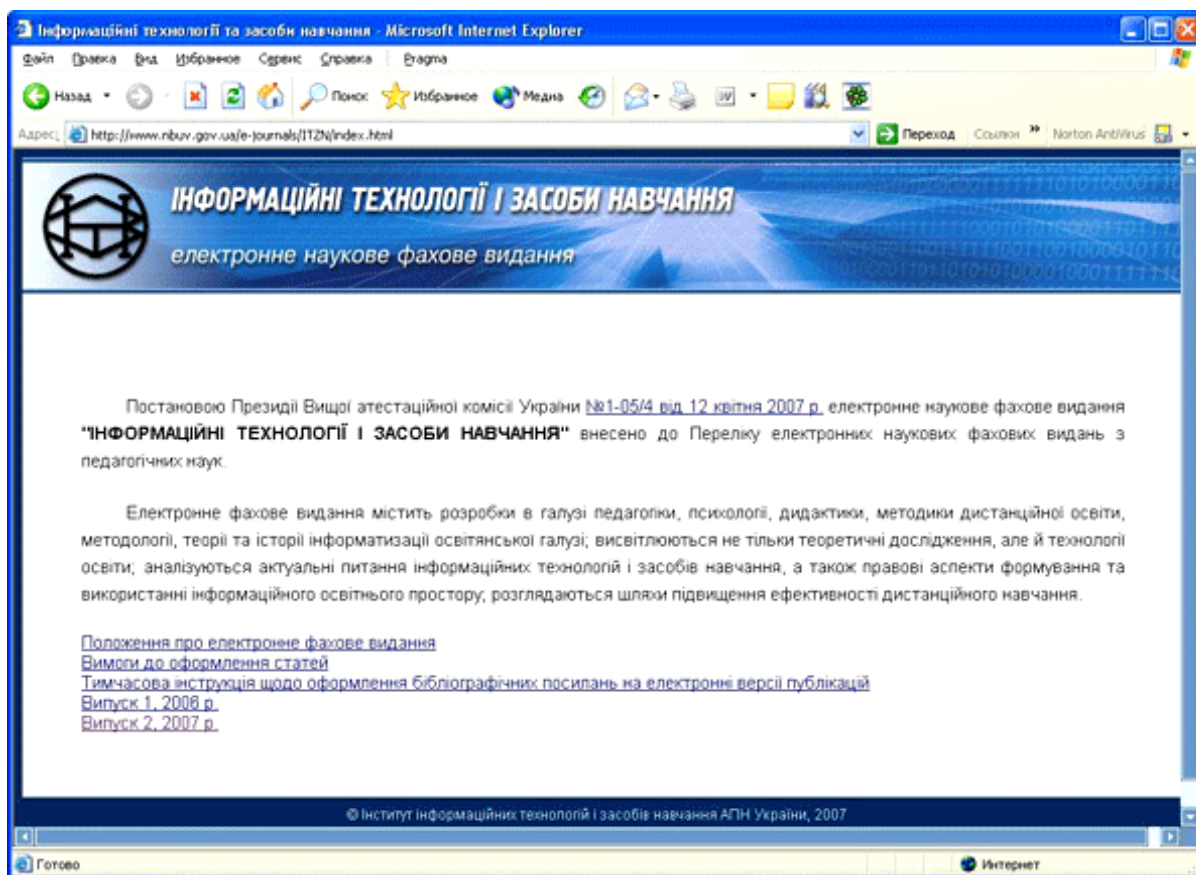 Інформаційні технології та засоби навчання - Microsoft Internet Explorer
Файл Правка Вид Избранное Сервис Справка Pragma
Назад Поиск Избранное Медиа
Адрес: http://www.nbuv.gov.ua/e-journals/ITZN/index.html Переход Ссылки » Norton AntiVirus
ІНФОРМАЦІЙНІ ТЕХНОЛОГІЇ І ЗАСОБИ НАВЧАННЯ
електронне наукове фахове видання
Постановою Президії Вищої атестаційної комісії України №1-05/4 від 12 квітня 2007 р. електронне наукове фахове видання
"ІНФОРМАЦІЙНІ ТЕХНОЛОГІЇ І ЗАСОБИ НАВЧАННЯ" внесено до Переліку електронних наукових фахових видань з
педагогічних наук.
Електронне фахове видання містить розробки в галузі педагогіки, психології, дидактики, методики дистанційної освіти,
методології, теорії та історії інформатизації освітянської галузі; висвітлюються не тільки теоретичні дослідження, але й технології
освіти; аналізуються актуальні питання інформаційних технологій і засобів навчання, а також правові аспекти формування та
використанні інформаційного освітнього простору; розглядаються шляхи підвищення ефективності дистанційного навчання.
Положення про електронне фахове видання
Вимоги до оформлення статей
Тимчасова інструкція щодо оформлення бібліографічних посилань на електронні версії публікацій
Випуск 1, 2006 р.
Випуск 2, 2007 р.
© Інститут інформаційних технологій і засобів навчання АПН України, 2007
Готово Интернет